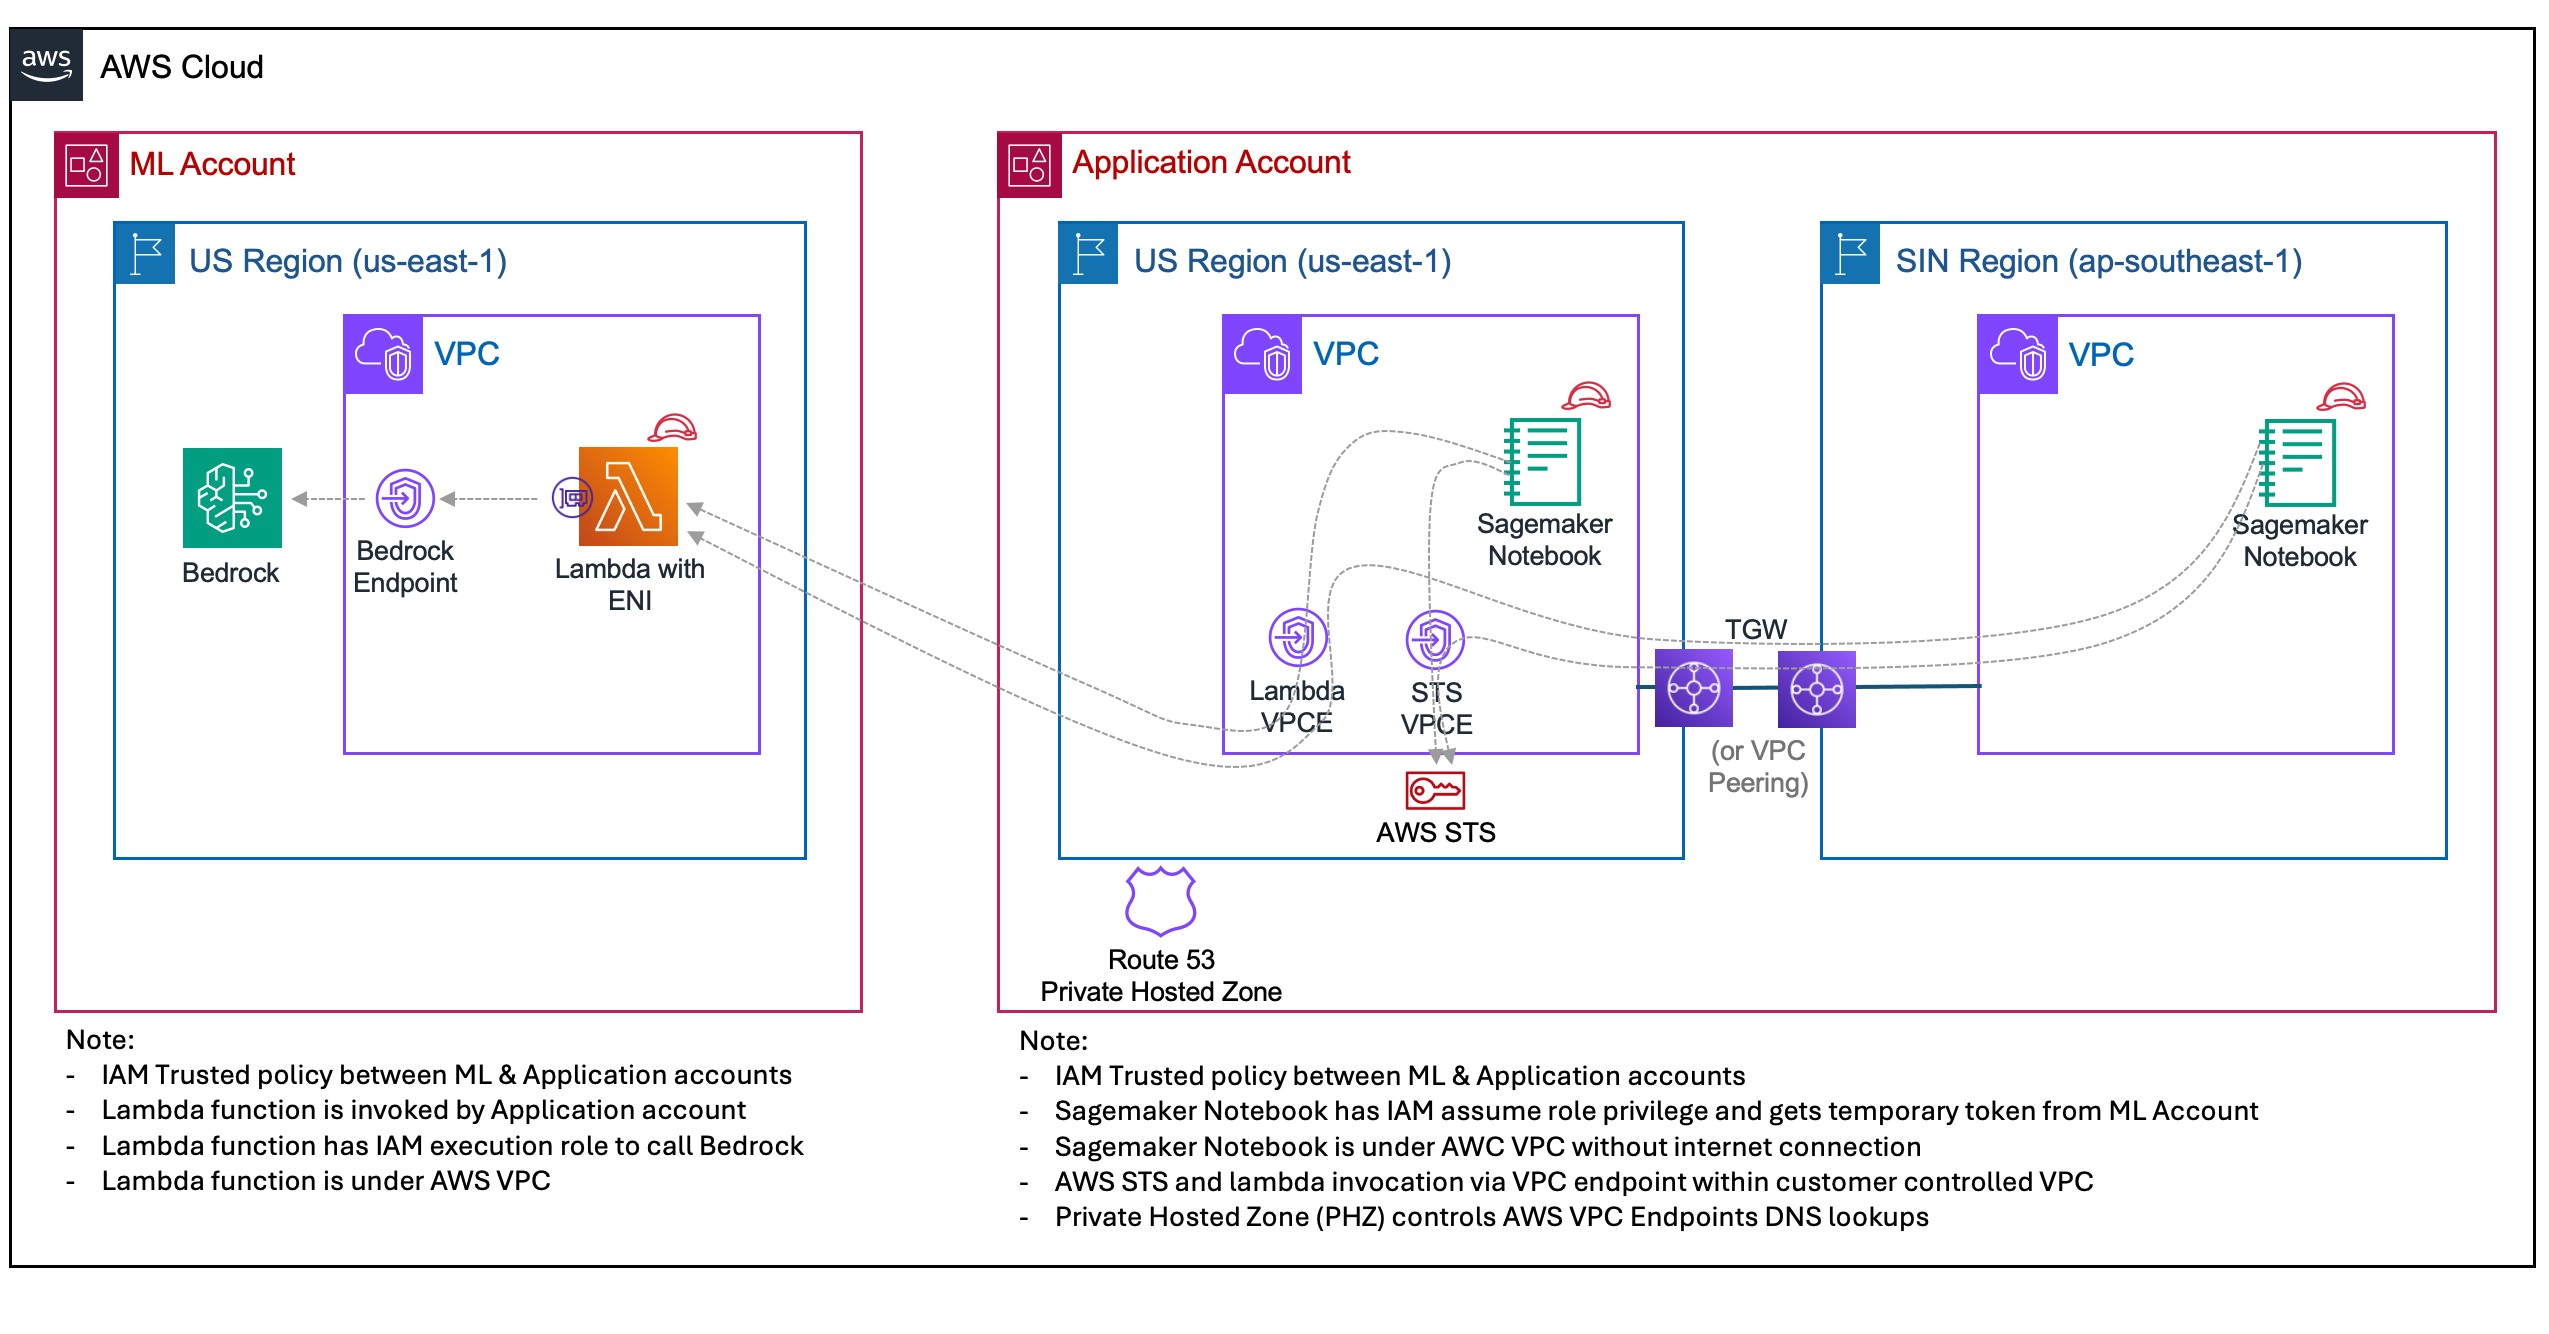 aws
AWS Cloud
ML Account
US Region (us-east-1)
VPC
Bedrock
Bedrock
Endpoint
Lambda with
ENI
Application Account
US Region (us-east-1)
VPC
Sagemaker
Notebook
Lambda
VPCE
STS
VPCE
AWS STS
TGW
(or VPC
Peering)
SIN Region (ap-southeast-1)
VPC
Sagemaker
Notebook
Route 53
Private Hosted Zone
Note:
- IAM Trusted policy between ML & Application accounts
- Lambda function is invoked by Application account
- Lambda function has IAM execution role to call Bedrock
- Lambda function is under AWS VPC
Note:
- IAM Trusted policy between ML & Application accounts
- Sagemaker Notebook has IAM assume role privilege and gets temporary token from ML Account
- Sagemaker Notebook is under AWC VPC without internet connection
- AWS STS and lambda invocation via VPC endpoint within customer controlled VPC
- Private Hosted Zone (PHZ) controls AWS VPC Endpoints DNS lookups